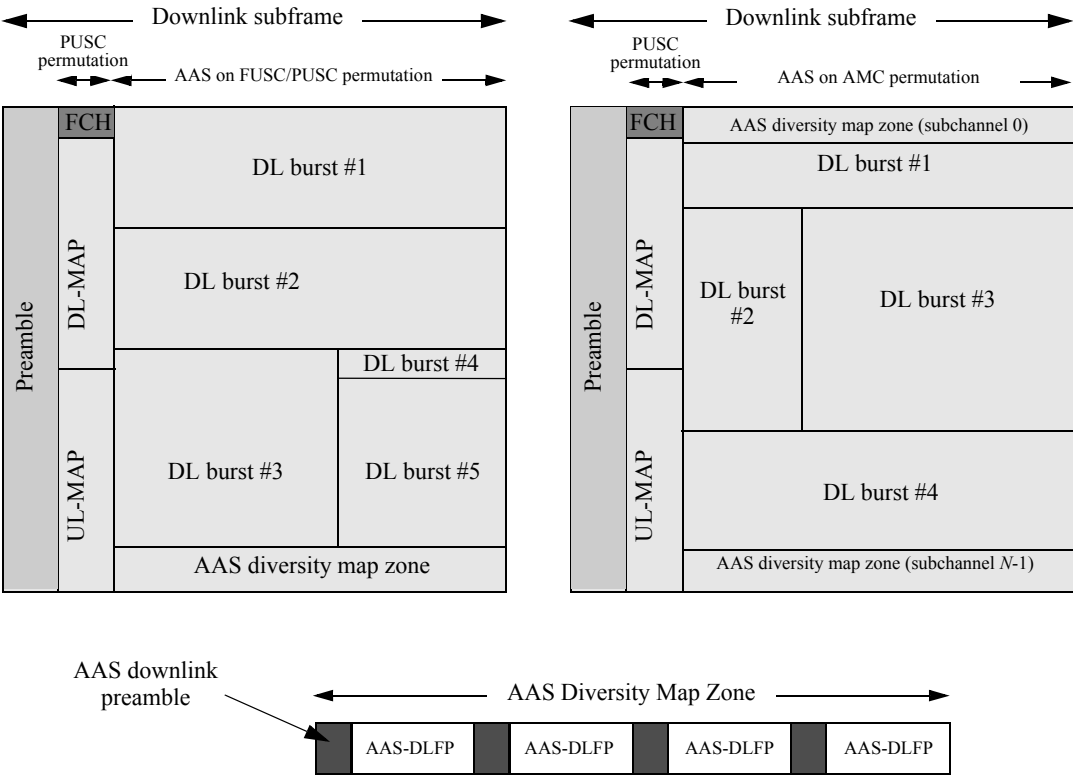 Downlink subframe
PUSC
permutation
AAS on FUSC/PUSC permutation
Preamble
FCH
DL-MAP
UL-MAP
DL burst #1
DL burst #2
DL burst #3
DL burst #4
DL burst #5
AAS diversity map zone
Downlink subframe
PUSC
permutation
AAS on AMC permutation
Preamble
FCH
DL-MAP
UL-MAP
AAS diversity map zone (subchannel 0)
DL burst #1
DL burst
#2
DL burst #3
DL burst #4
AAS diversity map zone (subchannel N-1)
AAS downlink
preamble
AAS Diversity Map Zone
AAS-DLFP
AAS-DLFP
AAS-DLFP
AAS-DLFP